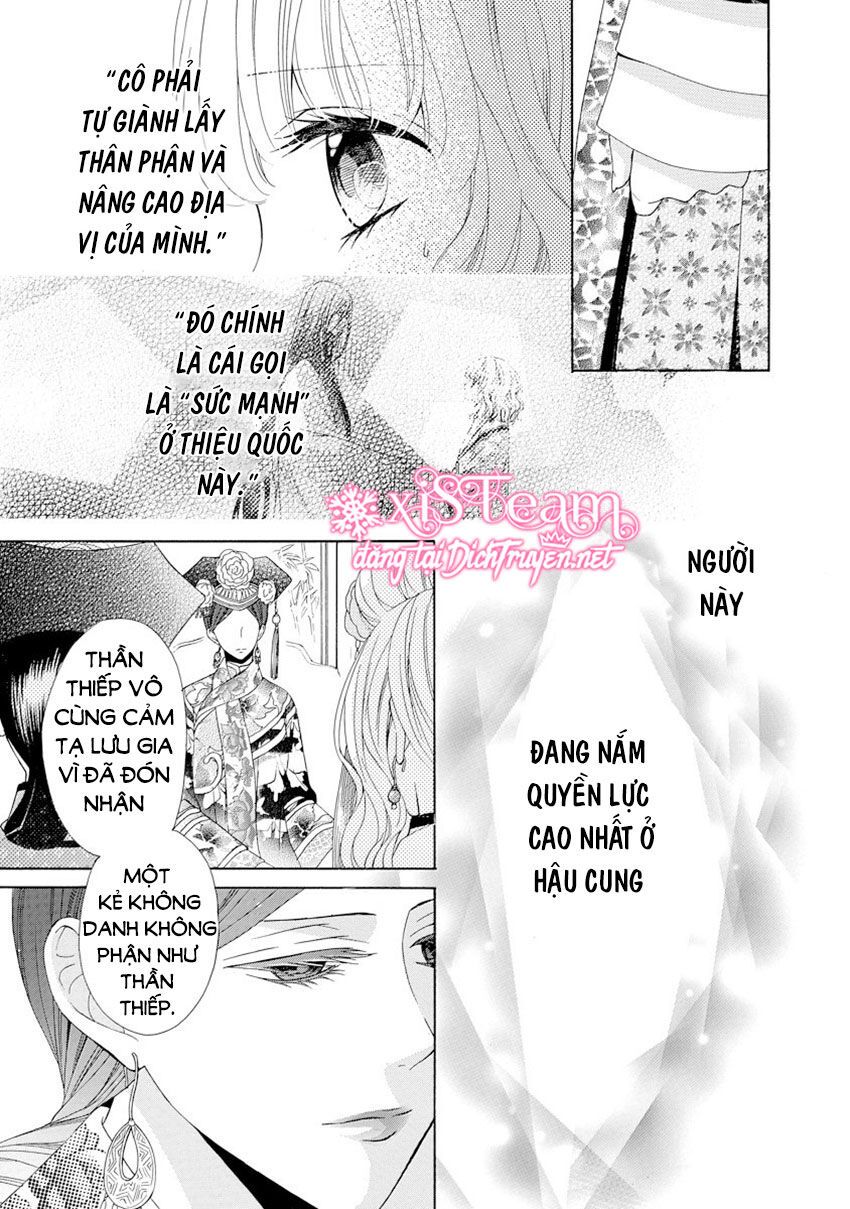 “CÔ PHẢI
TỰ GIÀNH LẤY
THÂN PHẬN VÀ
NÂNG CAO ĐỊA
VỊ CỦA MÌNH.”
“ĐÓ CHÍNH
LÀ CÁI GỌI
LÀ “SỨC MẠNH”
Ở THIỆU QUỐC
NÀY.”
xiSTeam
đăng tại DichTruyen.net
NGƯỜI
NÀY
ĐANG NẮM
QUYỀN LỰC
CAO NHẤT Ở
HẬU CUNG
THẦN
THIẾP VÔ
CÙNG CẢM
TẠ LƯU GIA
VÌ ĐÃ ĐÓN
NHẬN
MỘT
KẺ KHÔNG
DANH KHÔNG
PHẬN NHƯ
THẦN
THIẾP.